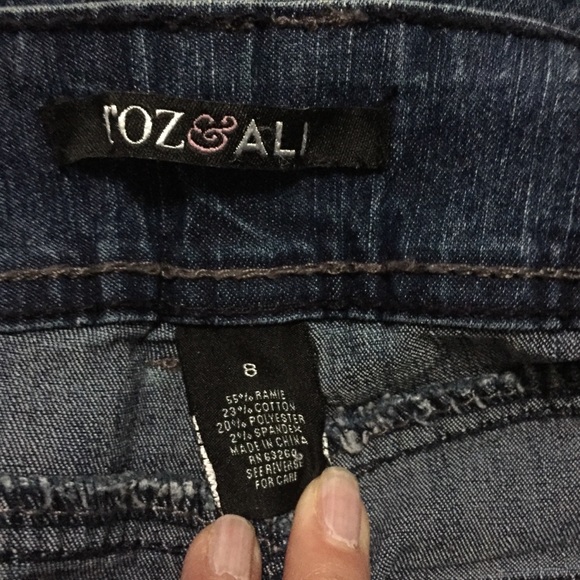 rOZ&ALI
8
55% RAMIE
23% COTTON
20% POLYESTER
2% SPANDEX
MADE IN CHINA
RN 63260
SEE REVERSE
FOR CARE